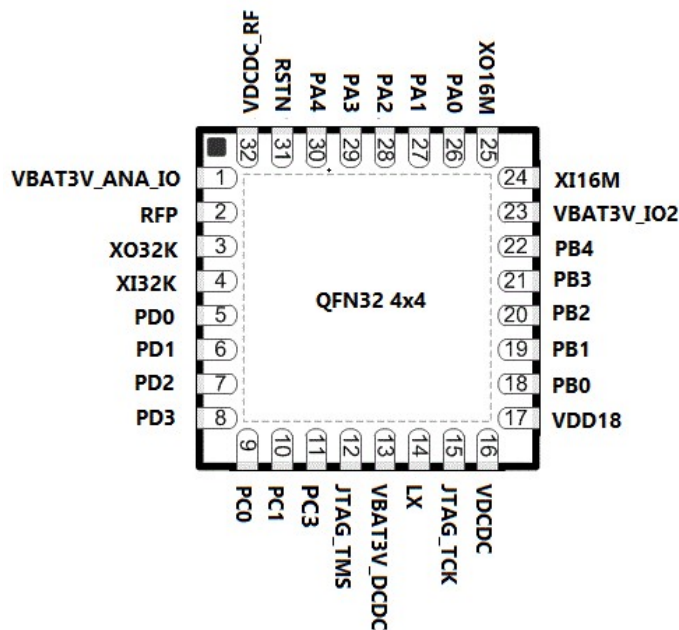 VDCDC_RF
RSTN
PA4
PA3
PA2
PA1
PA0
XO16M
32
31
30
29
28
27
26
25
VBAT3V_ANA_IO 1
RFP 2
XO32K 3
XI32K 4
PD0 5
PD1 6
PD2 7
PD3 8
QFN32 4x4
24 XI16M
23 VBAT3V_IO2
22 PB4
21 PB3
20 PB2
19 PB1
18 PB0
17 VDD18
9
10
11
12
13
14
15
16
PC0
PC1
PC3
JTAG_TMS
VBAT3V_DCDC
LX
JTAG_TCK
VDCDC